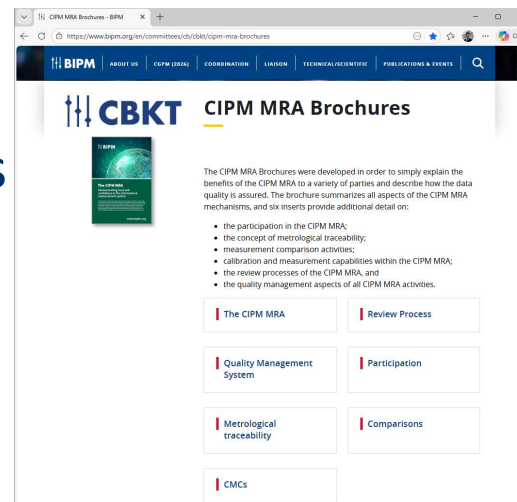 CIPM MRA Brochures - BIPM
https://www.bipm.org/en/committees/cb/cbkt/cipm-mra-brochures
BIPM
ABOUT US
CGPM (2026)
COORDINATION
LIAISON
TECHNICAL/SCIENTIFIC
PUBLICATIONS & EVENTS
CBKT
CIPM MRA Brochures
S
BIPM
The CIPM MRA
The CIPM MRA Brochures were developed in order to simply explain the
benefits of the CIPM MRA to a variety of parties and describe how the data
quality is assured. The brochure summarizes all aspects of the CIPM MRA
mechanisms, and six inserts provide additional detail on:
• the participation in the CIPM MRA;
• the concept of metrological traceability;
• measurement comparison activities;
• calibration and measurement capabilities within the CIPM MRA;
• the review processes of the CIPM MRA, and
• the quality management aspects of all CIPM MRA activities.
The CIPM MRA
Review Process
Quality Management
System
Participation
Metrological
traceability
Comparisons
CMCs